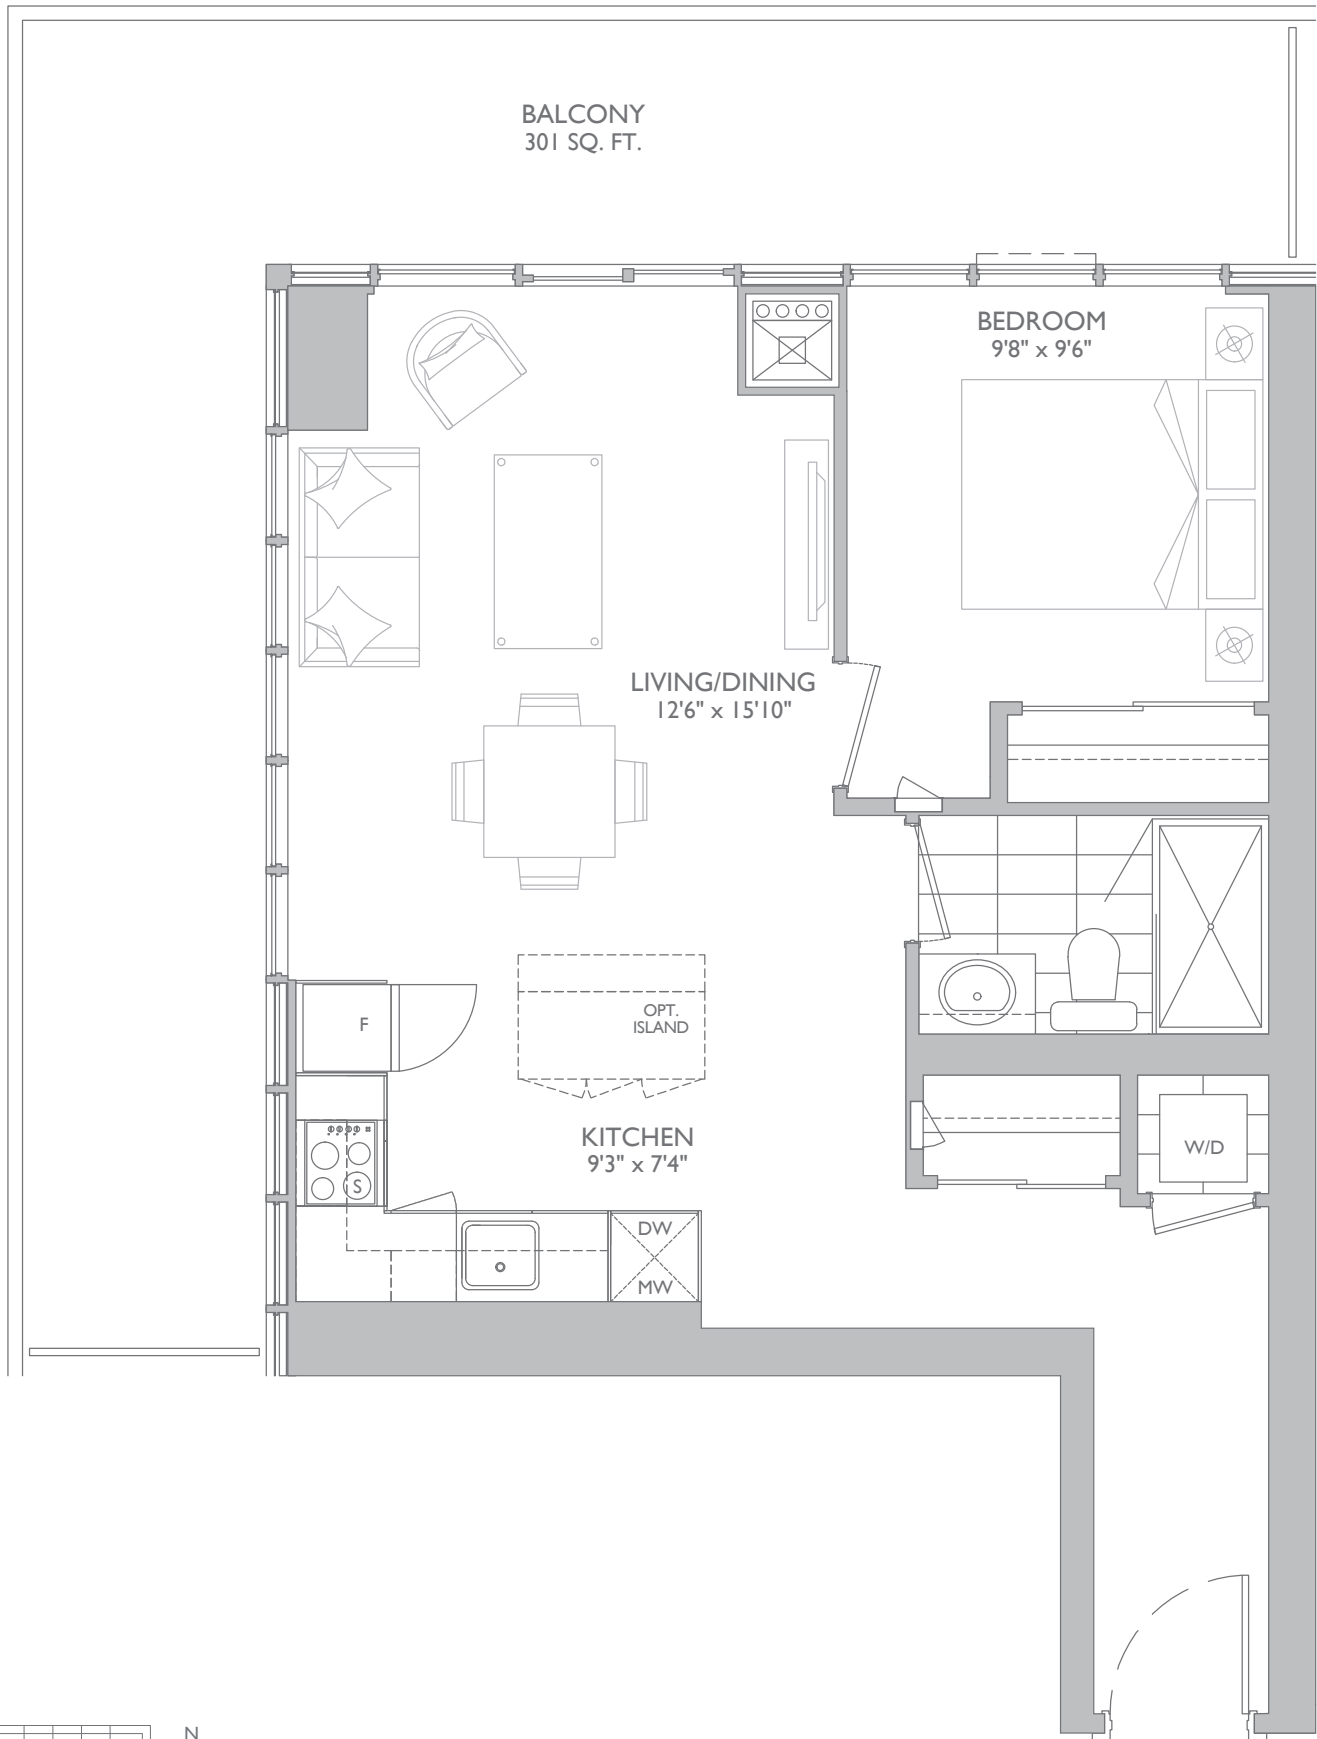 BALCONY
301 SQ. FT.
BEDROOM
9'8" x 9'6"
LIVING/DINING
12'6" x 15'10"
OPT.
ISLAND
F
KITCHEN
9'3" x 7'4"
W/D
S
DW
MW
N